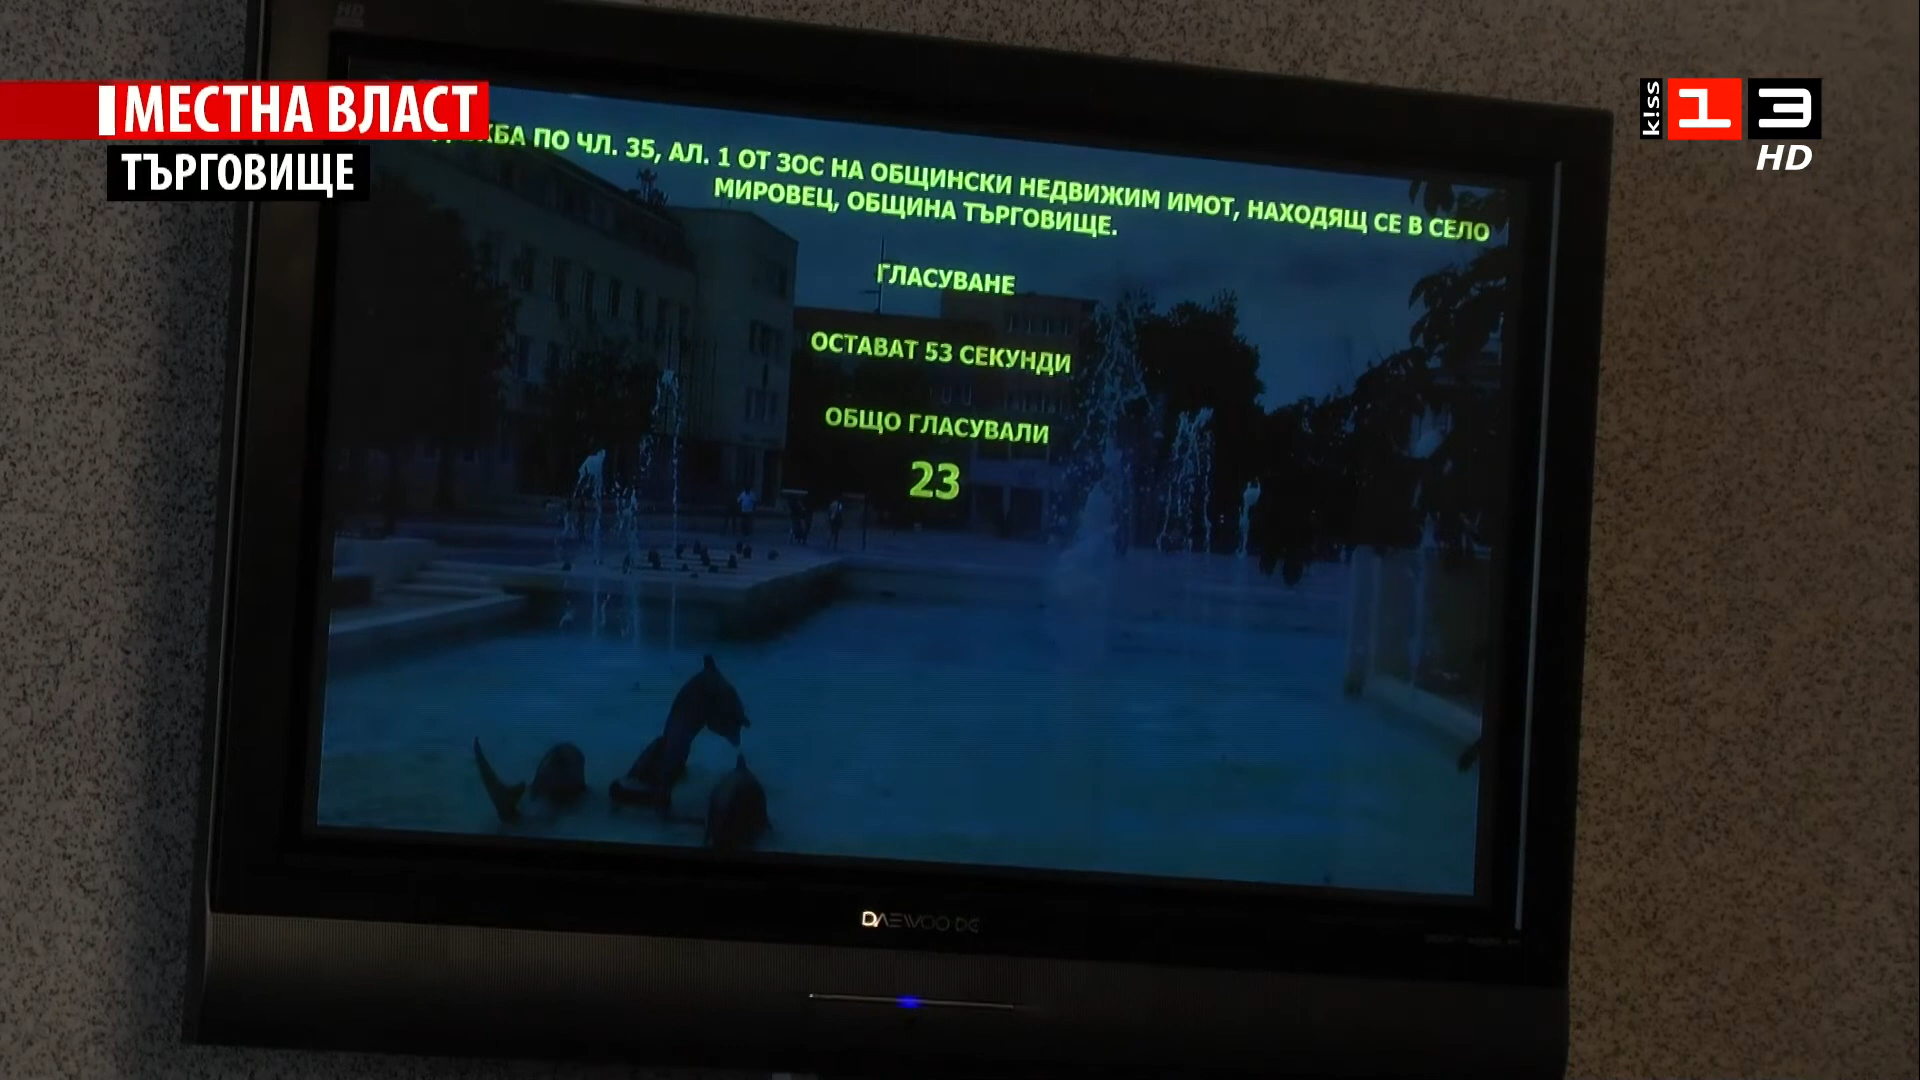 МЕСТНА ВЛАСТ
ТЪРГОВИЩЕ
k!ss
13
HD
ПО ЧЛ. 35, АЛ. 1 ОТ ЗОС НА ОБЩИНСКИ НЕДВИЖИМ ИМОТ, НАХОДЯЩ СЕ В СЕЛО
МИРОВЕЦ, ОБЩИНА ТЪРГОВИЩЕ.
ГЛАСУВАНЕ
ОСТАВАТ 53 СЕКУНДИ
ОБЩО ГЛАСУВАЛИ
23
DAEWOO